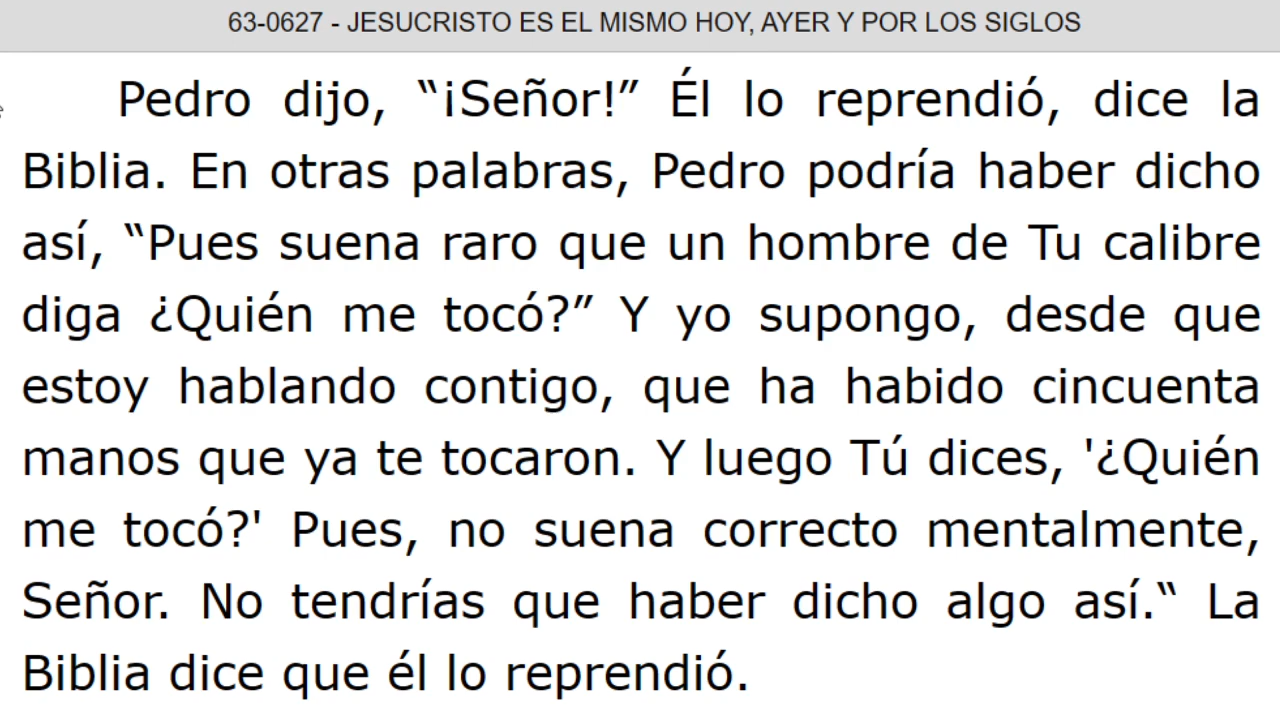 63-0627 - JESUCRISTO ES EL MISMO HOY, AYER Y POR LOS SIGLOS
Pedro dijo, “¡Señor!” Él lo reprendió, dice la
Biblia. En otras palabras, Pedro podría haber dicho
así, “Pues suena raro que un hombre de Tu calibre
diga ¿Quién me tocó?” Y yo supongo, desde que
estoy hablando contigo, que ha habido cincuenta
manos que ya te tocaron. Y luego Tú dices, '¿Quién
me tocó?' Pues, no suena correcto mentalmente,
Señor. No tendrías que haber dicho algo así.“ La
Biblia dice que él lo reprendió.